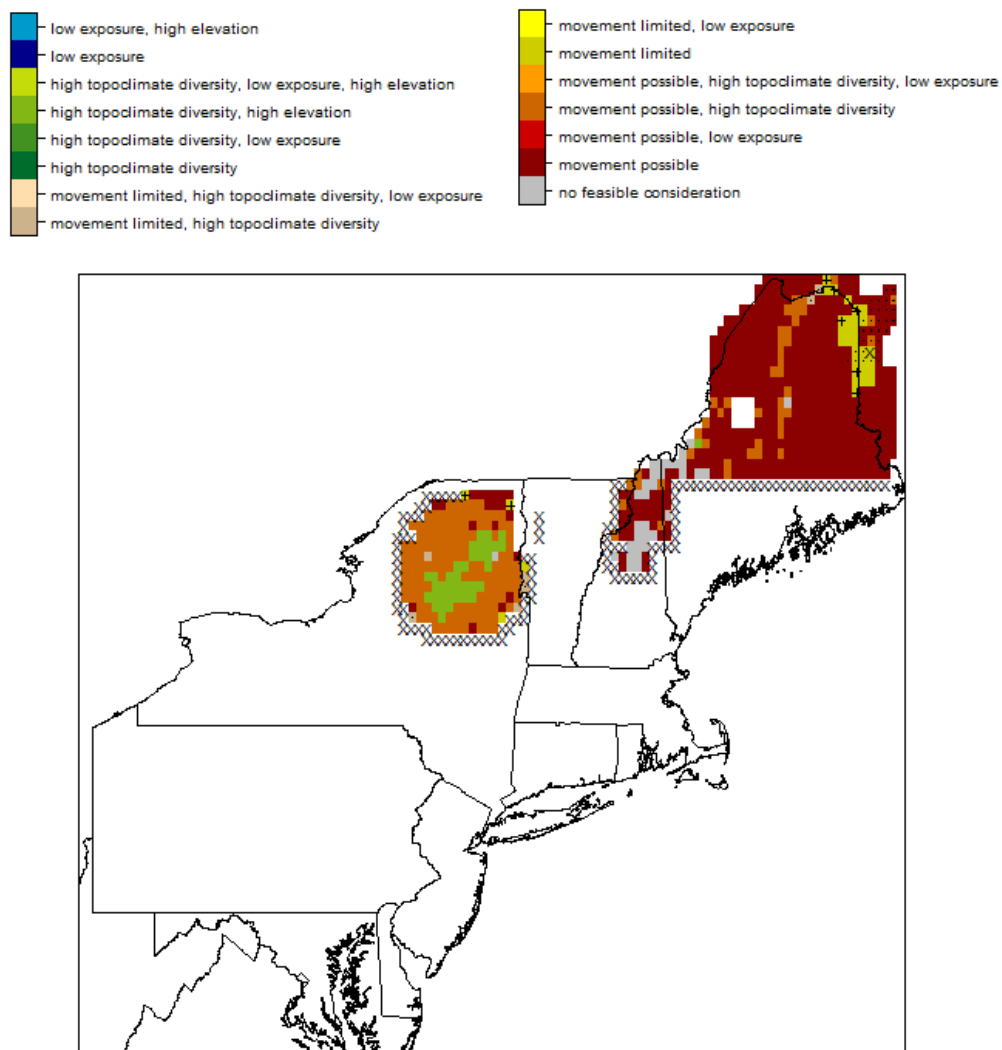 low exposure, high elevation
low exposure
high topoclimate diversity, low exposure, high elevation
high topoclimate diversity, high elevation
high topoclimate diversity, low exposure
high topoclimate diversity
movement limited, high topoclimate diversity, low exposure
movement limited, high topoclimate diversity
movement limited, low exposure
movement limited
movement possible, high topoclimate diversity, low exposure
movement possible, high topoclimate diversity
movement possible, low exposure
movement possible
no feasible consideration